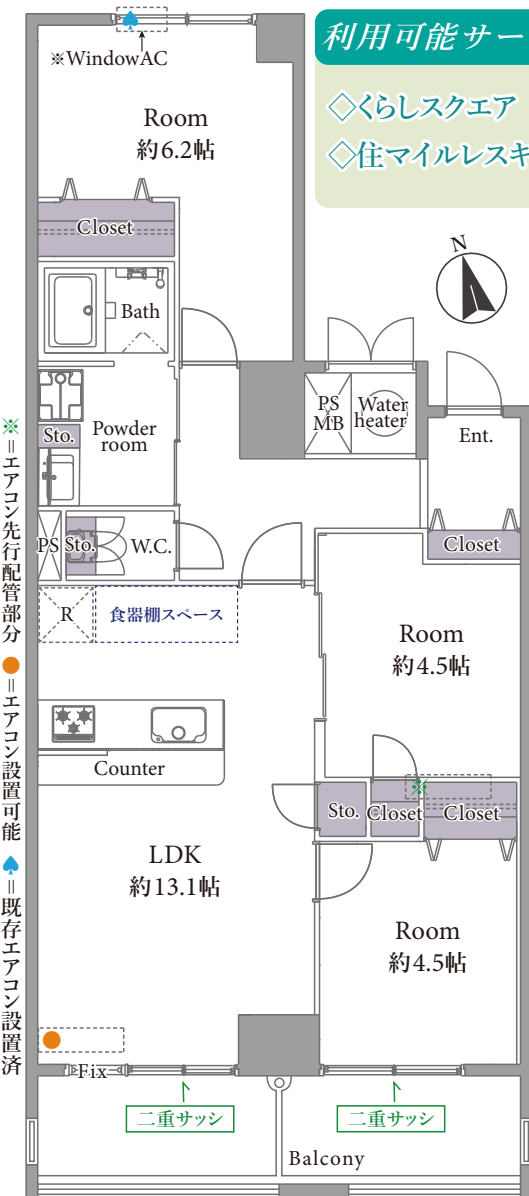 利用可能サー
◇くらしスクエア
◇住マイルレスキ
※WindowAC
Room
約6.2帖
Closet
Bath
N
PS
MB
Water
heater
Ent.
Sto.
Powder
room
PS
Sto.
W.C.
Closet
R
食器棚スペース
Room
約4.5帖
Counter
※
Sto.
Closet
Closet
LDK
約13.1帖
Room
約4.5帖
Fix
二重サッシ
二重サッシ
Balcony
※=エアコン先行配管部分 ●=エアコン設置可能 ♠=既存エアコン設置済